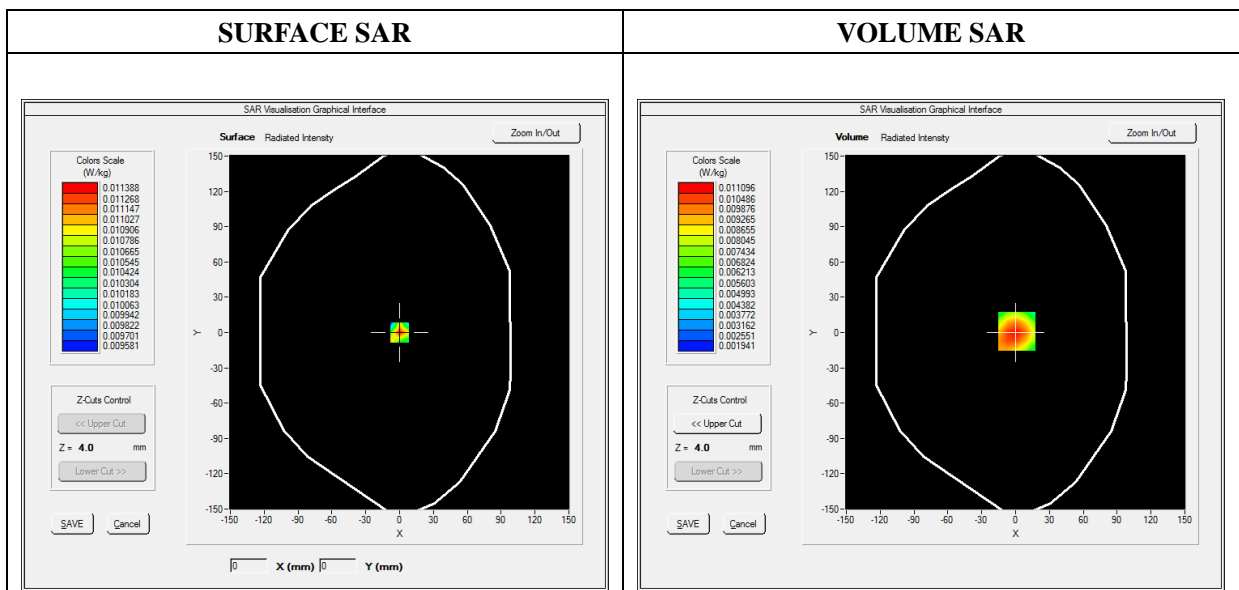 SURFACE SAR
VOLUME SAR
SAR Visualisation Graphical Interface
Surface Radiated Intensity
Zoom In/Out
Colors Scale
(W/kg)
0.011388
0.011268
0.011147
0.011027
0.010906
0.010786
0.010665
0.010545
0.010424
0.010304
0.010183
0.010063
0.009942
0.009822
0.009701
0.009581
Z-Cuts Control
<< Upper Cut
Z = 4.0 mm
Lower Cut >>
SAVE Cancel
150
120
90
60
30
0
-30
-60
-90
-120
-150
Y
-150 -120 -90 -60 -30 0 30 60 90 120 150
X
0 X (mm) 0 Y (mm)
SAR Visualisation Graphical Interface
Volume Radiated Intensity
Zoom In/Out
Colors Scale
(W/kg)
0.011096
0.010486
0.009876
0.009265
0.008655
0.008045
0.007434
0.006824
0.006213
0.005603
0.004993
0.004382
0.003772
0.003162
0.002551
0.001941
Z-Cuts Control
<< Upper Cut
Z = 4.0 mm
Lower Cut >>
SAVE Cancel
150
120
90
60
30
0
-30
-60
-90
-120
-150
Y
-150 -120 -90 -60 -30 0 30 60 90 120 150
X